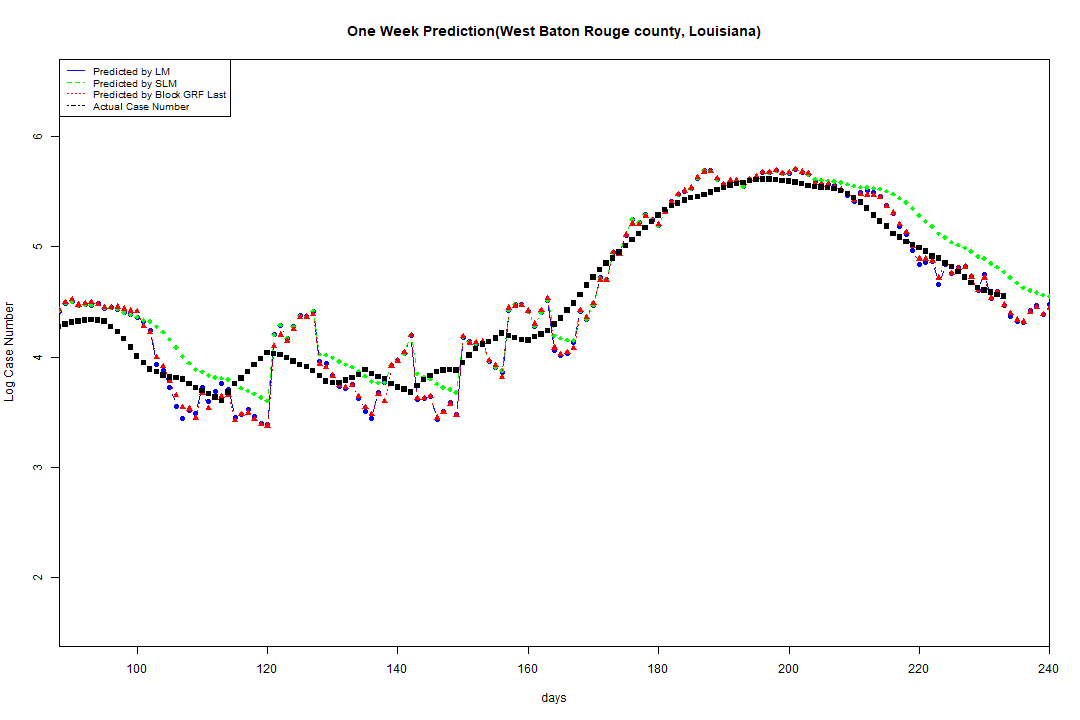 One Week Prediction(West Baton Rouge county, Louisiana)
Predicted by LM
Predicted by SLM
Predicted by Block GRF Last
Actual Case Number
Log Case Number
6
5
4
3
2
100 120 140 160 180 200 220 240
days